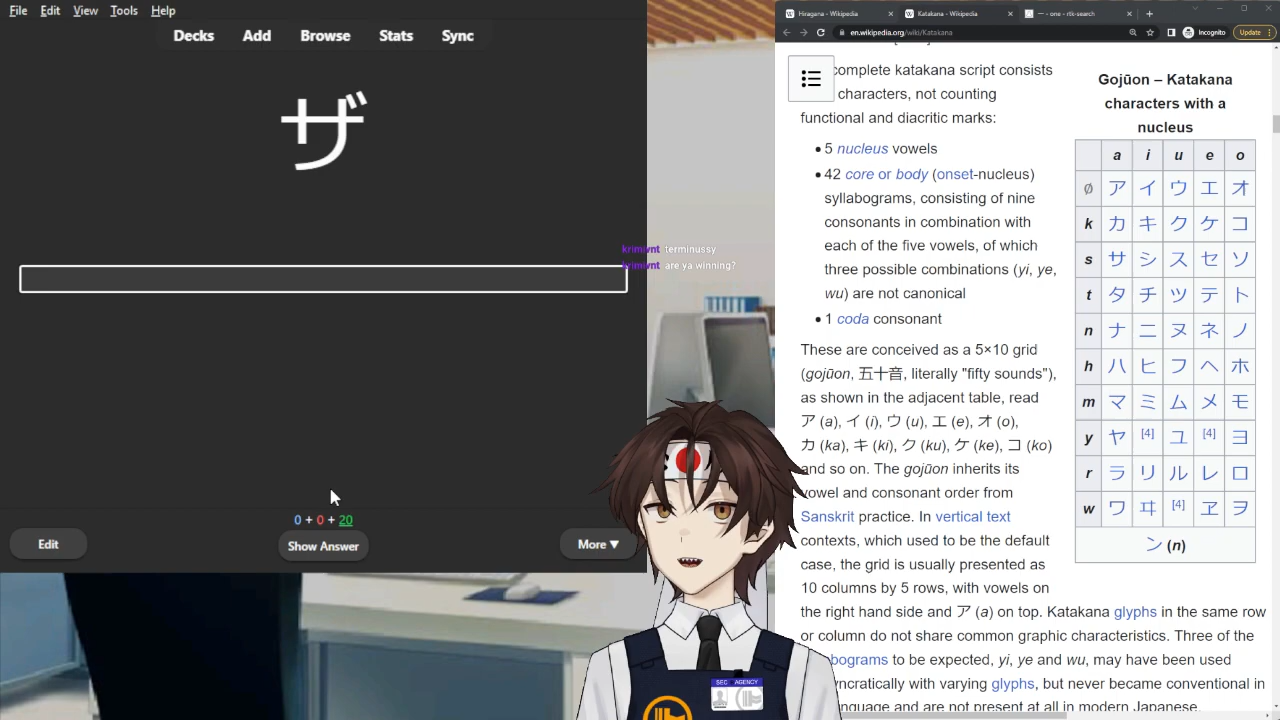 File Edit View Tools Help
Decks Add Browse Stats Sync
ザ
krimvnt terminussy
krimvnt are ya winning?
0 + 0 + 20
Edit
Show Answer
More ▼
SEC AGENCY
Hiragana - Wikipedia
Katakana - Wikipedia
- one - rtk-search
en.wikipedia.org/wiki/Katakana
Incognito
Update
complete katakana script consists
characters, not counting
functional and diacritic marks:
• 5 nucleus vowels
• 42 core or body (onset-nucleus)
syllabograms, consisting of nine
consonants in combination with
each of the five vowels, of which
three possible combinations (yi, ye,
wu) are not canonical
• 1 coda consonant
These are conceived as a 5×10 grid
(gojūon, 五十音, literally "fifty sounds"),
as shown in the adjacent table, read
ア (a), イ (i), ウ (u), エ (e), オ (o),
カ (ka), キ (ki), ク (ku), ケ (ke), コ (ko)
and so on. The gojūon inherits its
vowel and consonant order from
Sanskrit practice. In vertical text
contexts, which used to be the default
case, the grid is usually presented as
10 columns by 5 rows, with vowels on
the right hand side and ア (a) on top. Katakana glyphs in the same row
or column do not share common graphic characteristics. Three of the
bograms to be expected, yi, ye and wu, may have been used
yncratically with varying glyphs, but never became conventional in
language and are not present at all in modern Japanese.
Gojūon – Katakana
characters with a
nucleus
a i u e o
∅ ア イ ウ エ オ
k カ キ ク ケ コ
s サ シ ス セ ソ
t タ チ ツ テ ト
n ナ ニ ヌ ネ ノ
h ハ ヒ フ ヘ ホ
m マ ミ ム メ モ
y ヤ [4] ユ [4] ヨ
r ラ リ ル レ ロ
w ワ ヰ [4] ヱ ヲ
ン (n)